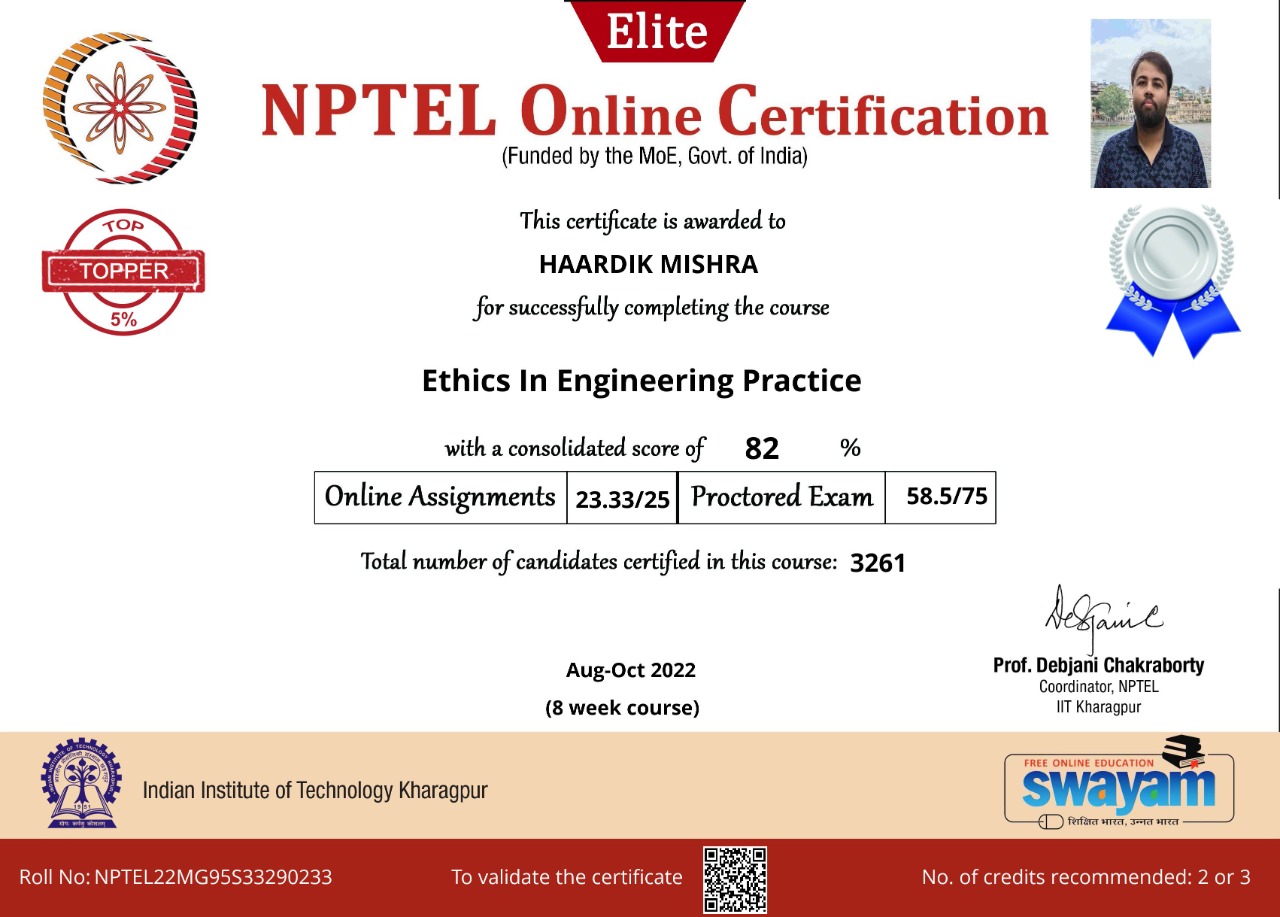 Elite
NPTEL Online Certification
(Funded by the MoE, Govt. of India)
TOP
TOPPER
5%
This certificate is awarded to
HAARDIK MISHRA
for successfully completing the course
Ethics In Engineering Practice
with a consolidated score of 82 %
Online Assignments 23.33/25 Proctored Exam 58.5/75
Total number of candidates certified in this course: 3261
Aug-Oct 2022
(8 week course)
Prof. Debjani Chakraborty
Coordinator, NPTEL
IIT Kharagpur
1951
Indian Institute of Technology Kharagpur
FREE ONLINE EDUCATION
swayam
शिक्षित भारत, उन्नत भारत
Roll No: NPTEL22MG95S33290233
To validate the certificate
No. of credits recommended: 2 or 3